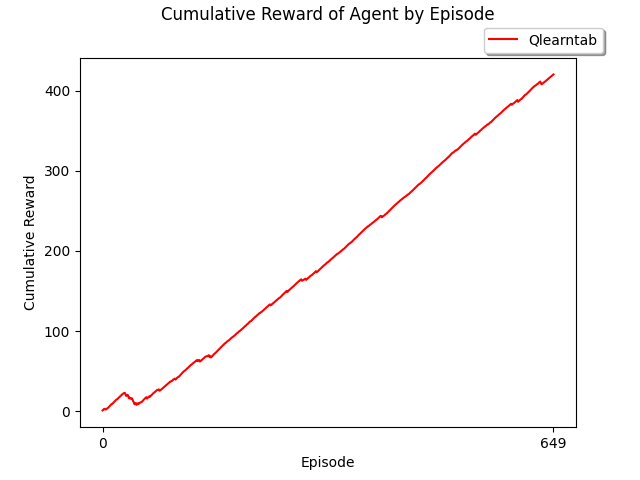 Cumulative Reward of Agent by Episode
Qlearntab
400
300
200
100
0
Cumulative Reward
0
649
Episode